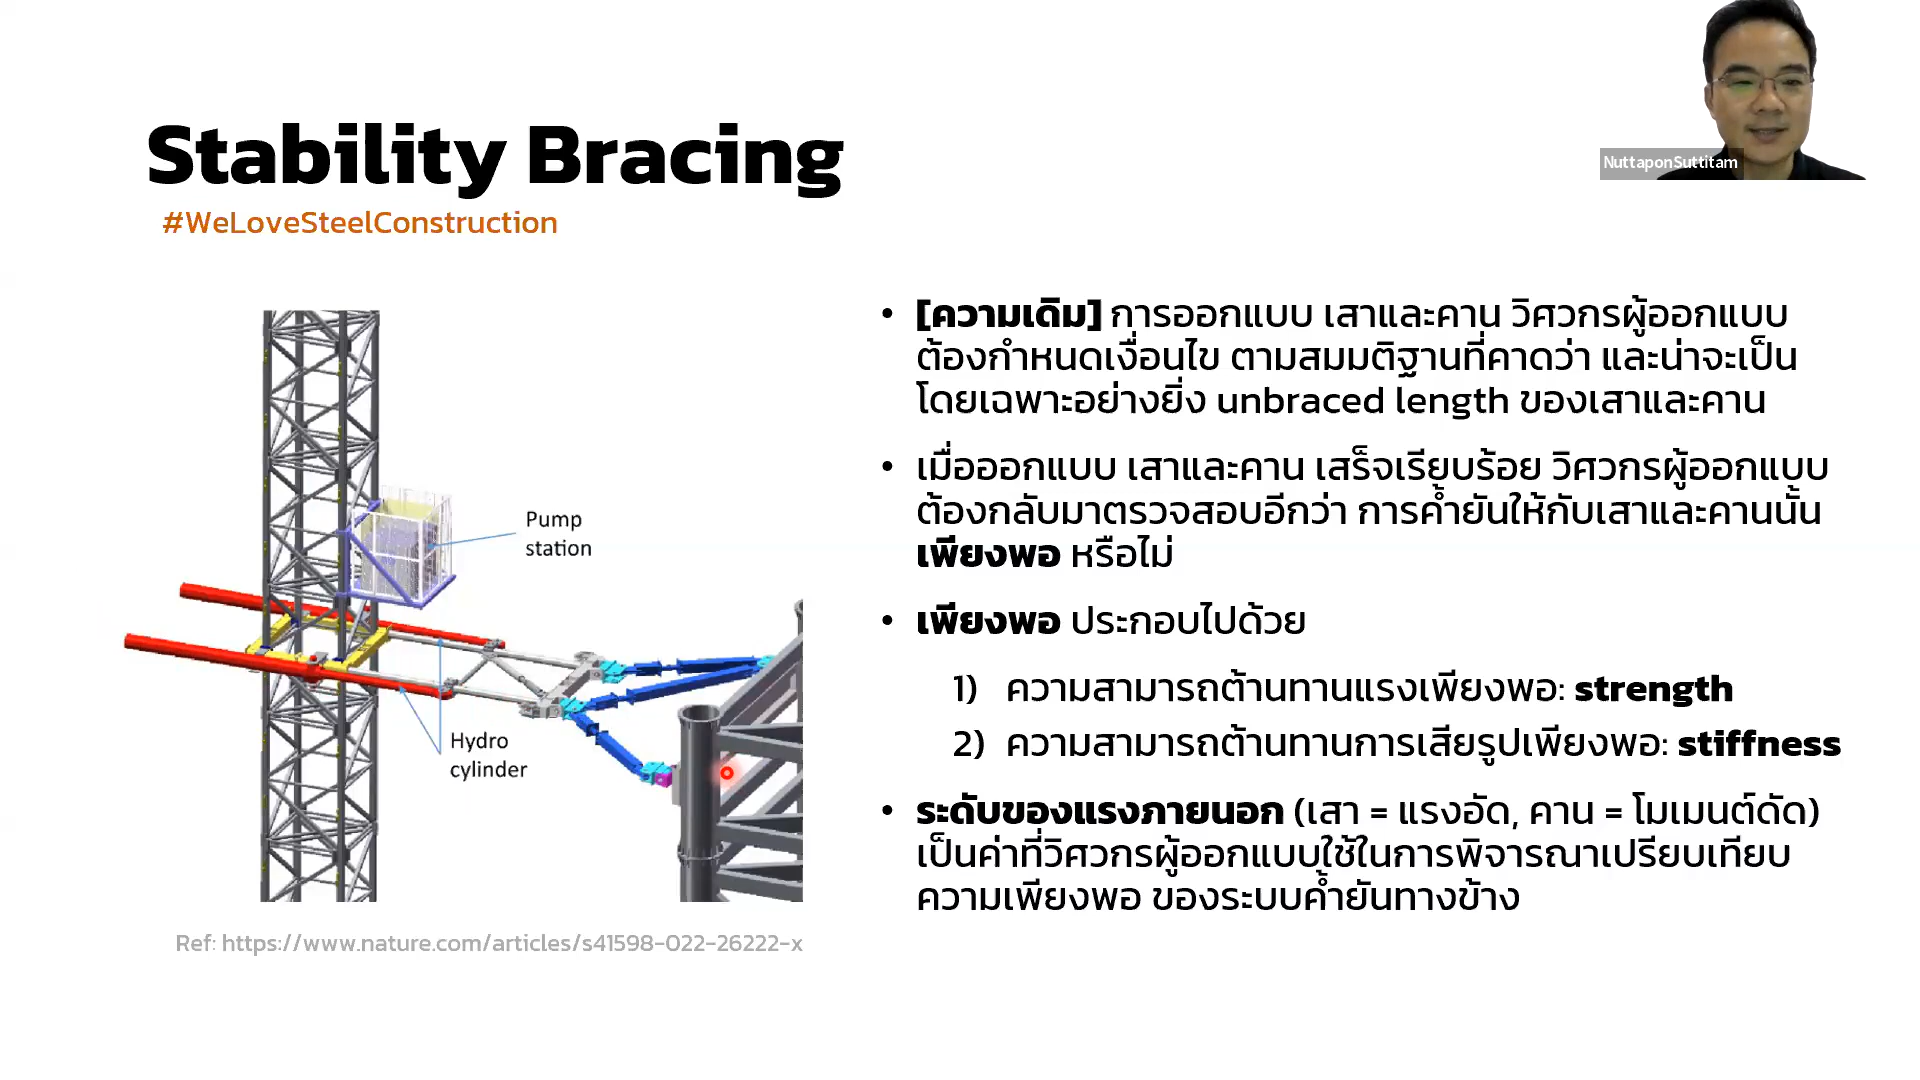 Stability Bracing
#WeLoveSteelConstruction
NuttaponSuttitam
Pump
station
Hydro
cylinder
Ref: https://www.nature.com/articles/s41598-022-26222-x
• [ความเดิม] การออกแบบ เสาและคาน วิศวกรผู้ออกแบบ
ต้องกำหนดเงื่อนไข ตามสมมติฐานที่คาดว่า และน่าจะเป็น
โดยเฉพาะอย่างยิ่ง unbraced length ของเสาและคาน
• เมื่อออกแบบ เสาและคาน เสร็จเรียบร้อย วิศวกรผู้ออกแบบ
ต้องกลับมาตรวจสอบอีกว่า การค้ำยันให้กับเสาและคานนั้น
เพียงพอ หรือไม่
• เพียงพอ ประกอบไปด้วย
1) ความสามารถต้านทานแรงเพียงพอ: strength
2) ความสามารถต้านทานการเสียรูปเพียงพอ: stiffness
• ระดับของแรงภายนอก (เสา = แรงอัด, คาน = โมเมนต์ดัด)
เป็นค่าที่วิศวกรผู้ออกแบบใช้ในการพิจารณาเปรียบเทียบ
ความเพียงพอ ของระบบค้ำยันทางข้าง